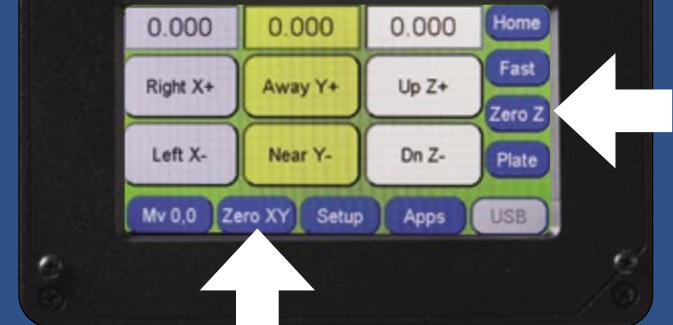 0.000 0.000 0.000 Home
Fast
Right X+ Away Y+ Up Z+
Zero Z
Left X- Near Y- Dn Z- Plate
Mv 0,0 Zero XY Setup Apps USB